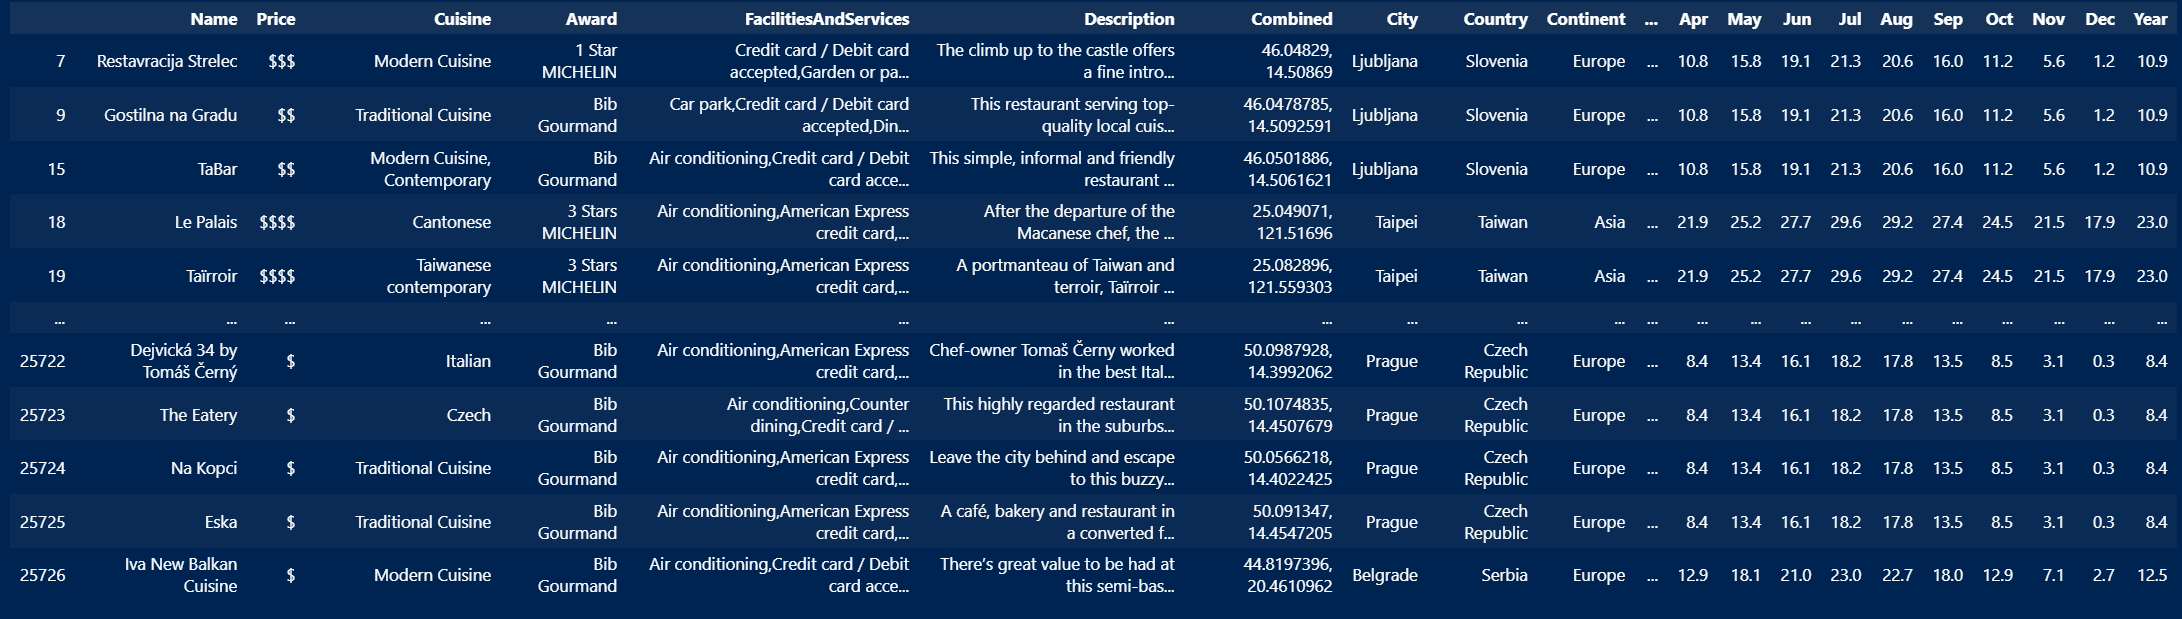 Name Price Cuisine Award FacilitiesAndServices Description Combined City Country Continent ... Apr May Jun Jul Aug Sep Oct Nov Dec Year
7 Restavracija Strelec $$$ Modern Cuisine 1 Star MICHELIN Credit card / Debit card accepted,Garden or pa... The climb up to the castle offers a fine intro... 46.04829, 14.50869 Ljubljana Slovenia Europe ... 10.8 15.8 19.1 21.3 20.6 16.0 11.2 5.6 1.2 10.9
9 Gostilna na Gradu $$ Traditional Cuisine Bib Gourmand Car park,Credit card / Debit card accepted,Din... This restaurant serving top-quality local cuis... 46.0478785, 14.5092591 Ljubljana Slovenia Europe ... 10.8 15.8 19.1 21.3 20.6 16.0 11.2 5.6 1.2 10.9
15 TaBar $$ Modern Cuisine, Contemporary Bib Gourmand Air conditioning,Credit card / Debit card acce... This simple, informal and friendly restaurant ... 46.0501886, 14.5061621 Ljubljana Slovenia Europe ... 10.8 15.8 19.1 21.3 20.6 16.0 11.2 5.6 1.2 10.9
18 Le Palais $$$$ Cantonese 3 Stars MICHELIN Air conditioning,American Express credit card,... After the departure of the Macanese chef, the ... 25.049071, 121.51696 Taipei Taiwan Asia ... 21.9 25.2 27.7 29.6 29.2 27.4 24.5 21.5 17.9 23.0
19 Taïrroir $$$$ Taiwanese contemporary 3 Stars MICHELIN Air conditioning,American Express credit card,... A portmanteau of Taiwan and terroir, Taïrroir ... 25.082896, 121.559303 Taipei Taiwan Asia ... 21.9 25.2 27.7 29.6 29.2 27.4 24.5 21.5 17.9 23.0
... ... ... ... ... ... ... ... ... ... ... ... ... ... ... ... ... ... ... ... ... ...
25722 Dejvická 34 by Tomáš Černý $ Italian Bib Gourmand Air conditioning,American Express credit card,... Chef-owner Tomaš Černy worked in the best Ital... 50.0987928, 14.3992062 Prague Czech Republic Europe ... 8.4 13.4 16.1 18.2 17.8 13.5 8.5 3.1 0.3 8.4
25723 The Eatery $ Czech Bib Gourmand Air conditioning,Counter dining,Credit card / ... This highly regarded restaurant in the suburbs... 50.1074835, 14.4507679 Prague Czech Republic Europe ... 8.4 13.4 16.1 18.2 17.8 13.5 8.5 3.1 0.3 8.4
25724 Na Kopci $ Traditional Cuisine Bib Gourmand Air conditioning,American Express credit card,... Leave the city behind and escape to this buzzy... 50.0566218, 14.4022425 Prague Czech Republic Europe ... 8.4 13.4 16.1 18.2 17.8 13.5 8.5 3.1 0.3 8.4
25725 Eska $ Traditional Cuisine Bib Gourmand Air conditioning,American Express credit card,... A café, bakery and restaurant in a converted f... 50.091347, 14.4547205 Prague Czech Republic Europe ... 8.4 13.4 16.1 18.2 17.8 13.5 8.5 3.1 0.3 8.4
25726 Iva New Balkan Cuisine $ Modern Cuisine Bib Gourmand Air conditioning,Credit card / Debit card acce... There’s great value to be had at this semi-bas... 44.8197396, 20.4610962 Belgrade Serbia Europe ... 12.9 18.1 21.0 23.0 22.7 18.0 12.9 7.1 2.7 12.5